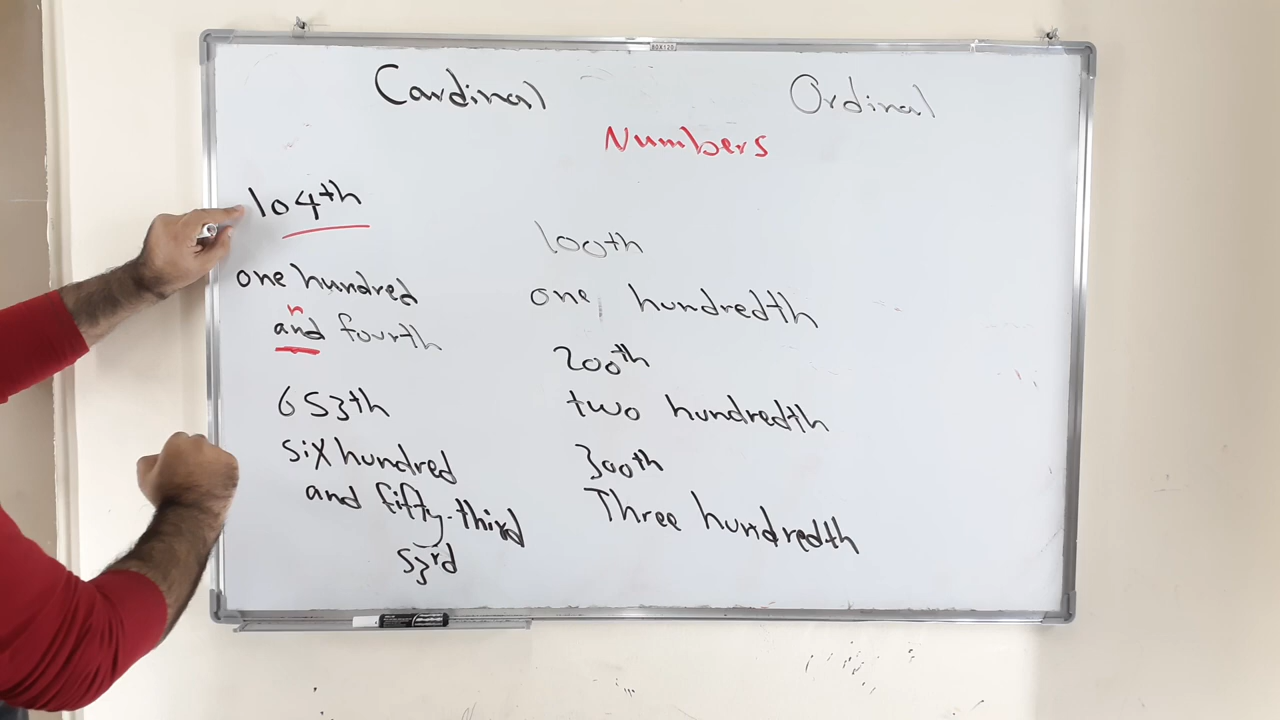 60X120
Cardinal Ordinal
Numbers
104th
one hundred
n
and fourth
653th
six hundred
and fifty-third
53rd
100th
one hundredth
200th
two hundredth
300th
Three hundredth